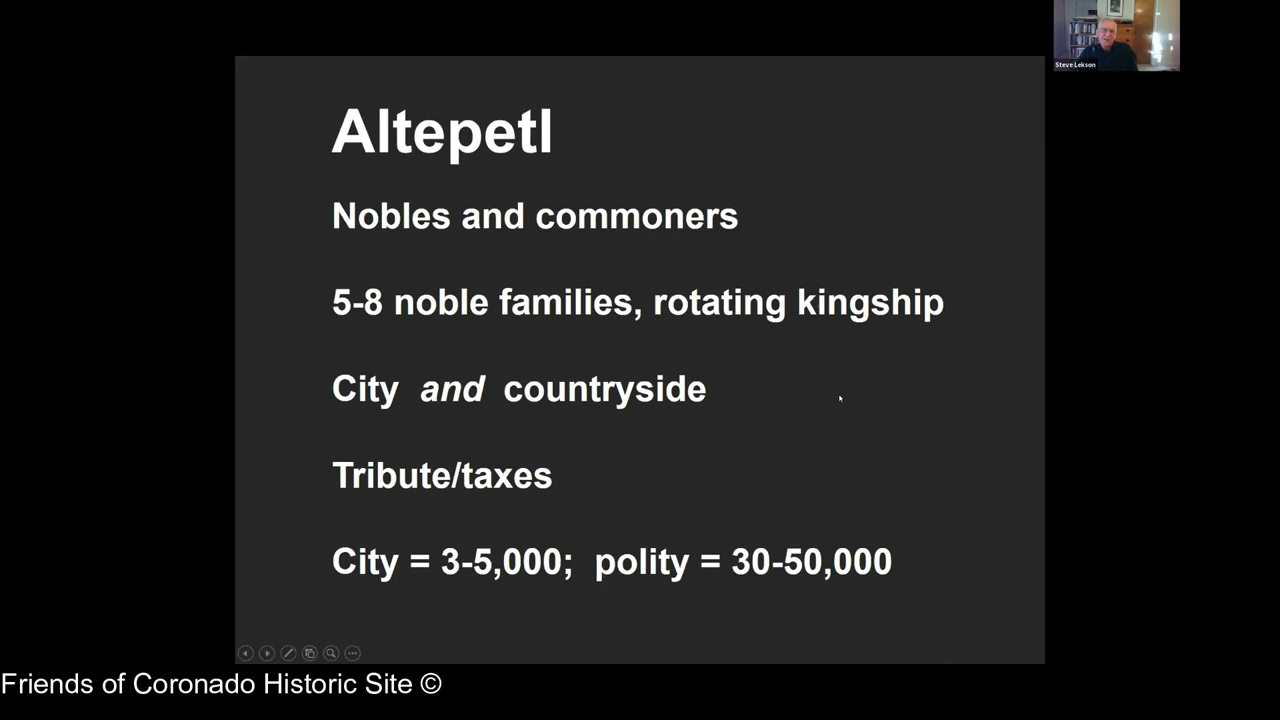 Steve Lekson
Altepetl
Nobles and commoners
5-8 noble families, rotating kingship
City and countryside
Tribute/taxes
City = 3-5,000; polity = 30-50,000
Friends of Coronado Historic Site ©